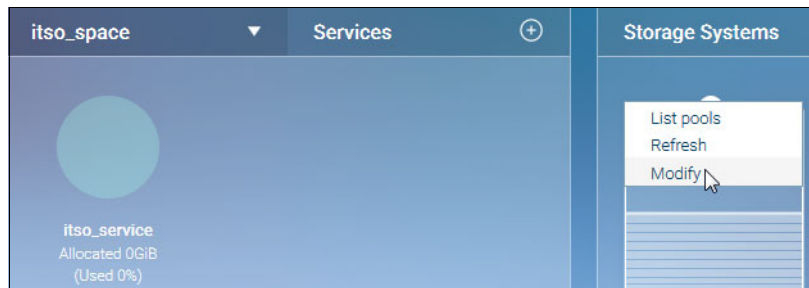 itso_space
Services
Storage Systems
List pools
Refresh
Modify
itso_service
Allocated 0GiB
(Used 0%)